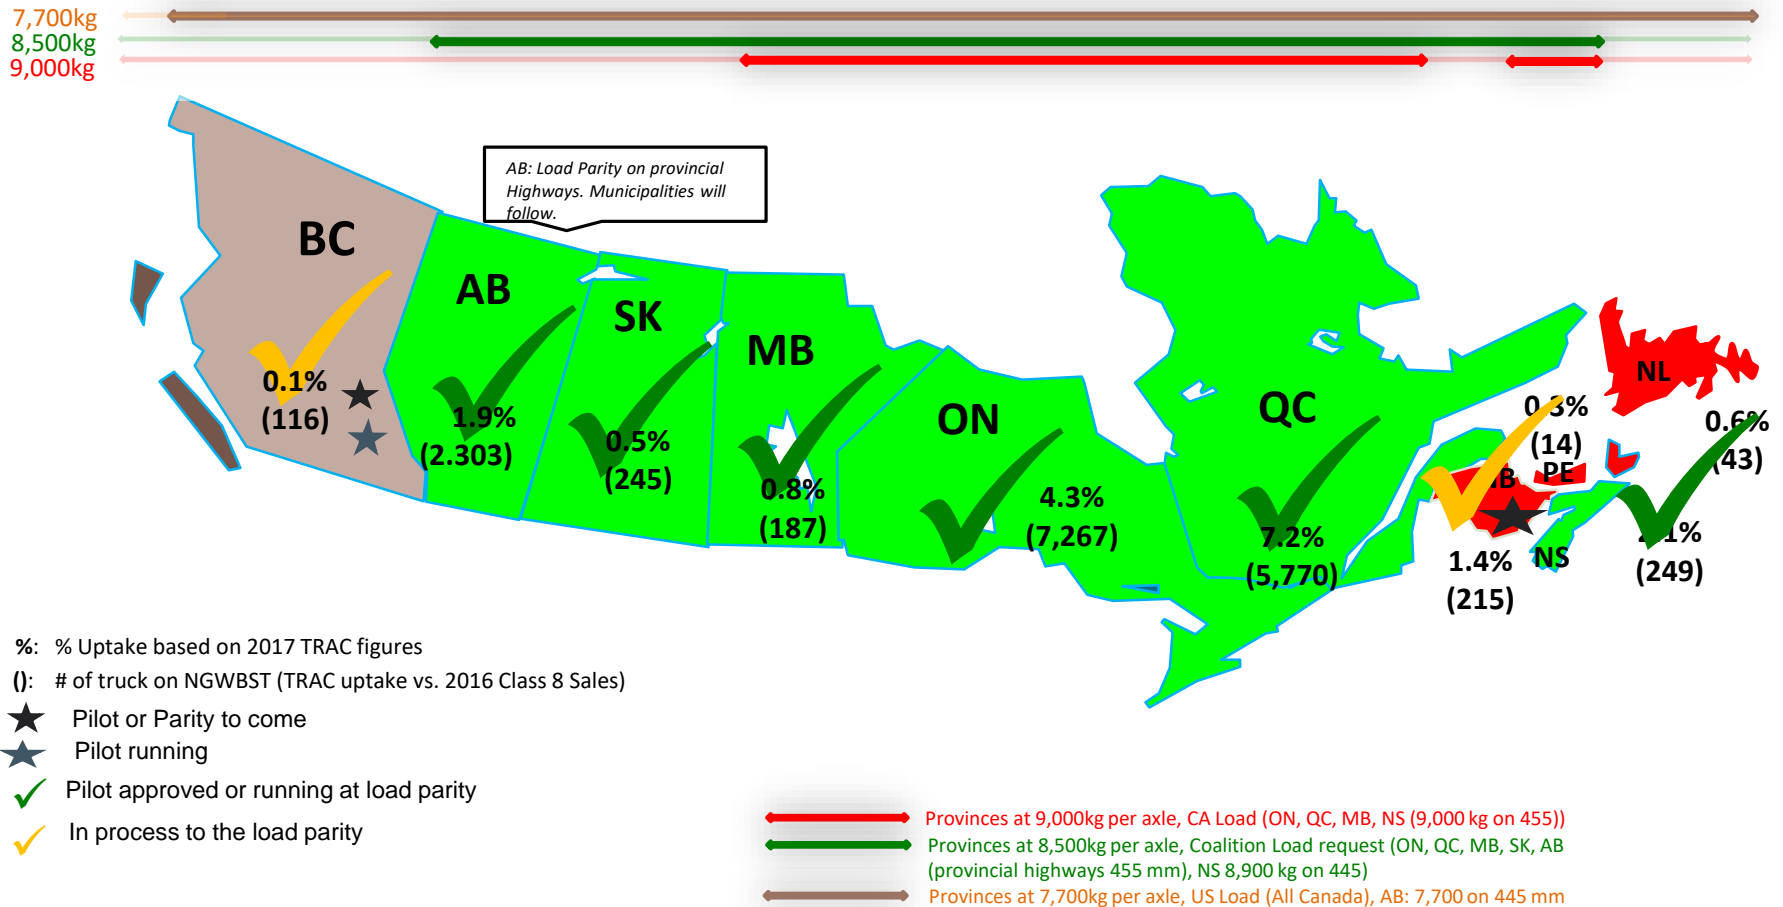 7,700kg
8,500kg
9,000kg
AB: Load Parity on provincial
Highways. Municipalities will
follow.
BC
AB
SK
MB
ON
QC
NL
0.1%
(116)
1.9%
(2.303)
0.5%
(245)
0.8%
(187)
4.3%
(7,267)
7.2%
(5,770)
0.3%
(14)
PE
0.6%
(43)
1.4%
(215)
NS
(249)
%: % Uptake based on 2017 TRAC figures
(): # of truck on NGWBST (TRAC uptake vs. 2016 Class 8 Sales)
Pilot or Parity to come
Pilot running
Pilot approved or running at load parity
In process to the load parity
Provinces at 9,000kg per axle, CA Load (ON, QC, MB, NS (9,000 kg on 455))
Provinces at 8,500kg per axle, Coalition Load request (ON, QC, MB, SK, AB
(provincial highways 455 mm), NS 8,900 kg on 445)
Provinces at 7,700kg per axle, US Load (All Canada), AB: 7,700 on 445 mm